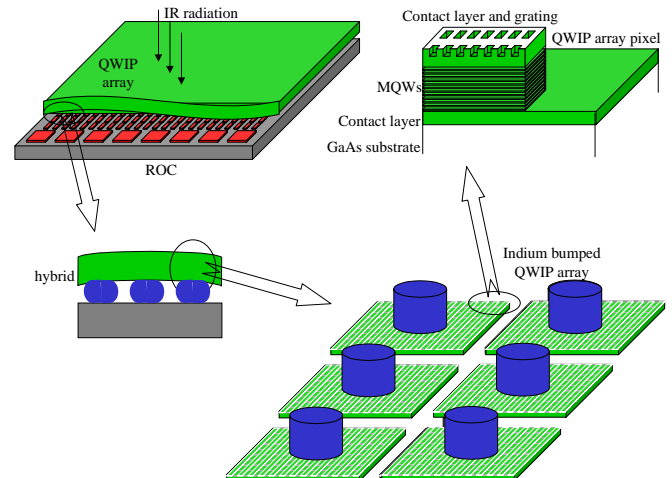 IR radiation
QWIP
array
ROC
Contact layer and grating
QWIP array pixel
MQWs
Contact layer
GaAs substrate
hybrid
Indium bumped
QWIP array